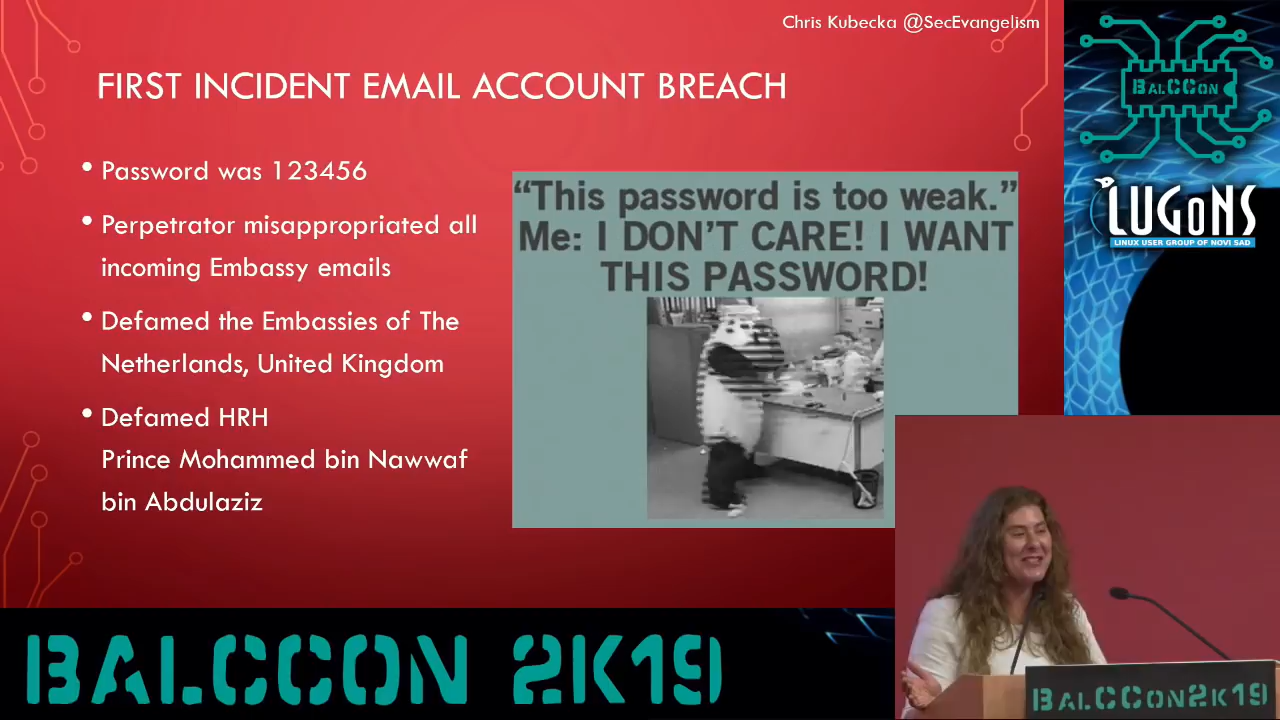 Chris Kubecka @SecEvangelism
FIRST INCIDENT EMAIL ACCOUNT BREACH
• Password was 123456
• Perpetrator misappropriated all
incoming Embassy emails
• Defamed the Embassies of The
Netherlands, United Kingdom
• Defamed HRH
Prince Mohammed bin Nawwaf
bin Abdulaziz
“This password is too weak.”
Me: I DON’T CARE! I WANT
THIS PASSWORD!
BALCCON
LUGONS
LINUX USER GROUP OF NOVI SAD
BALCCON 2K19
BALCCON2K19